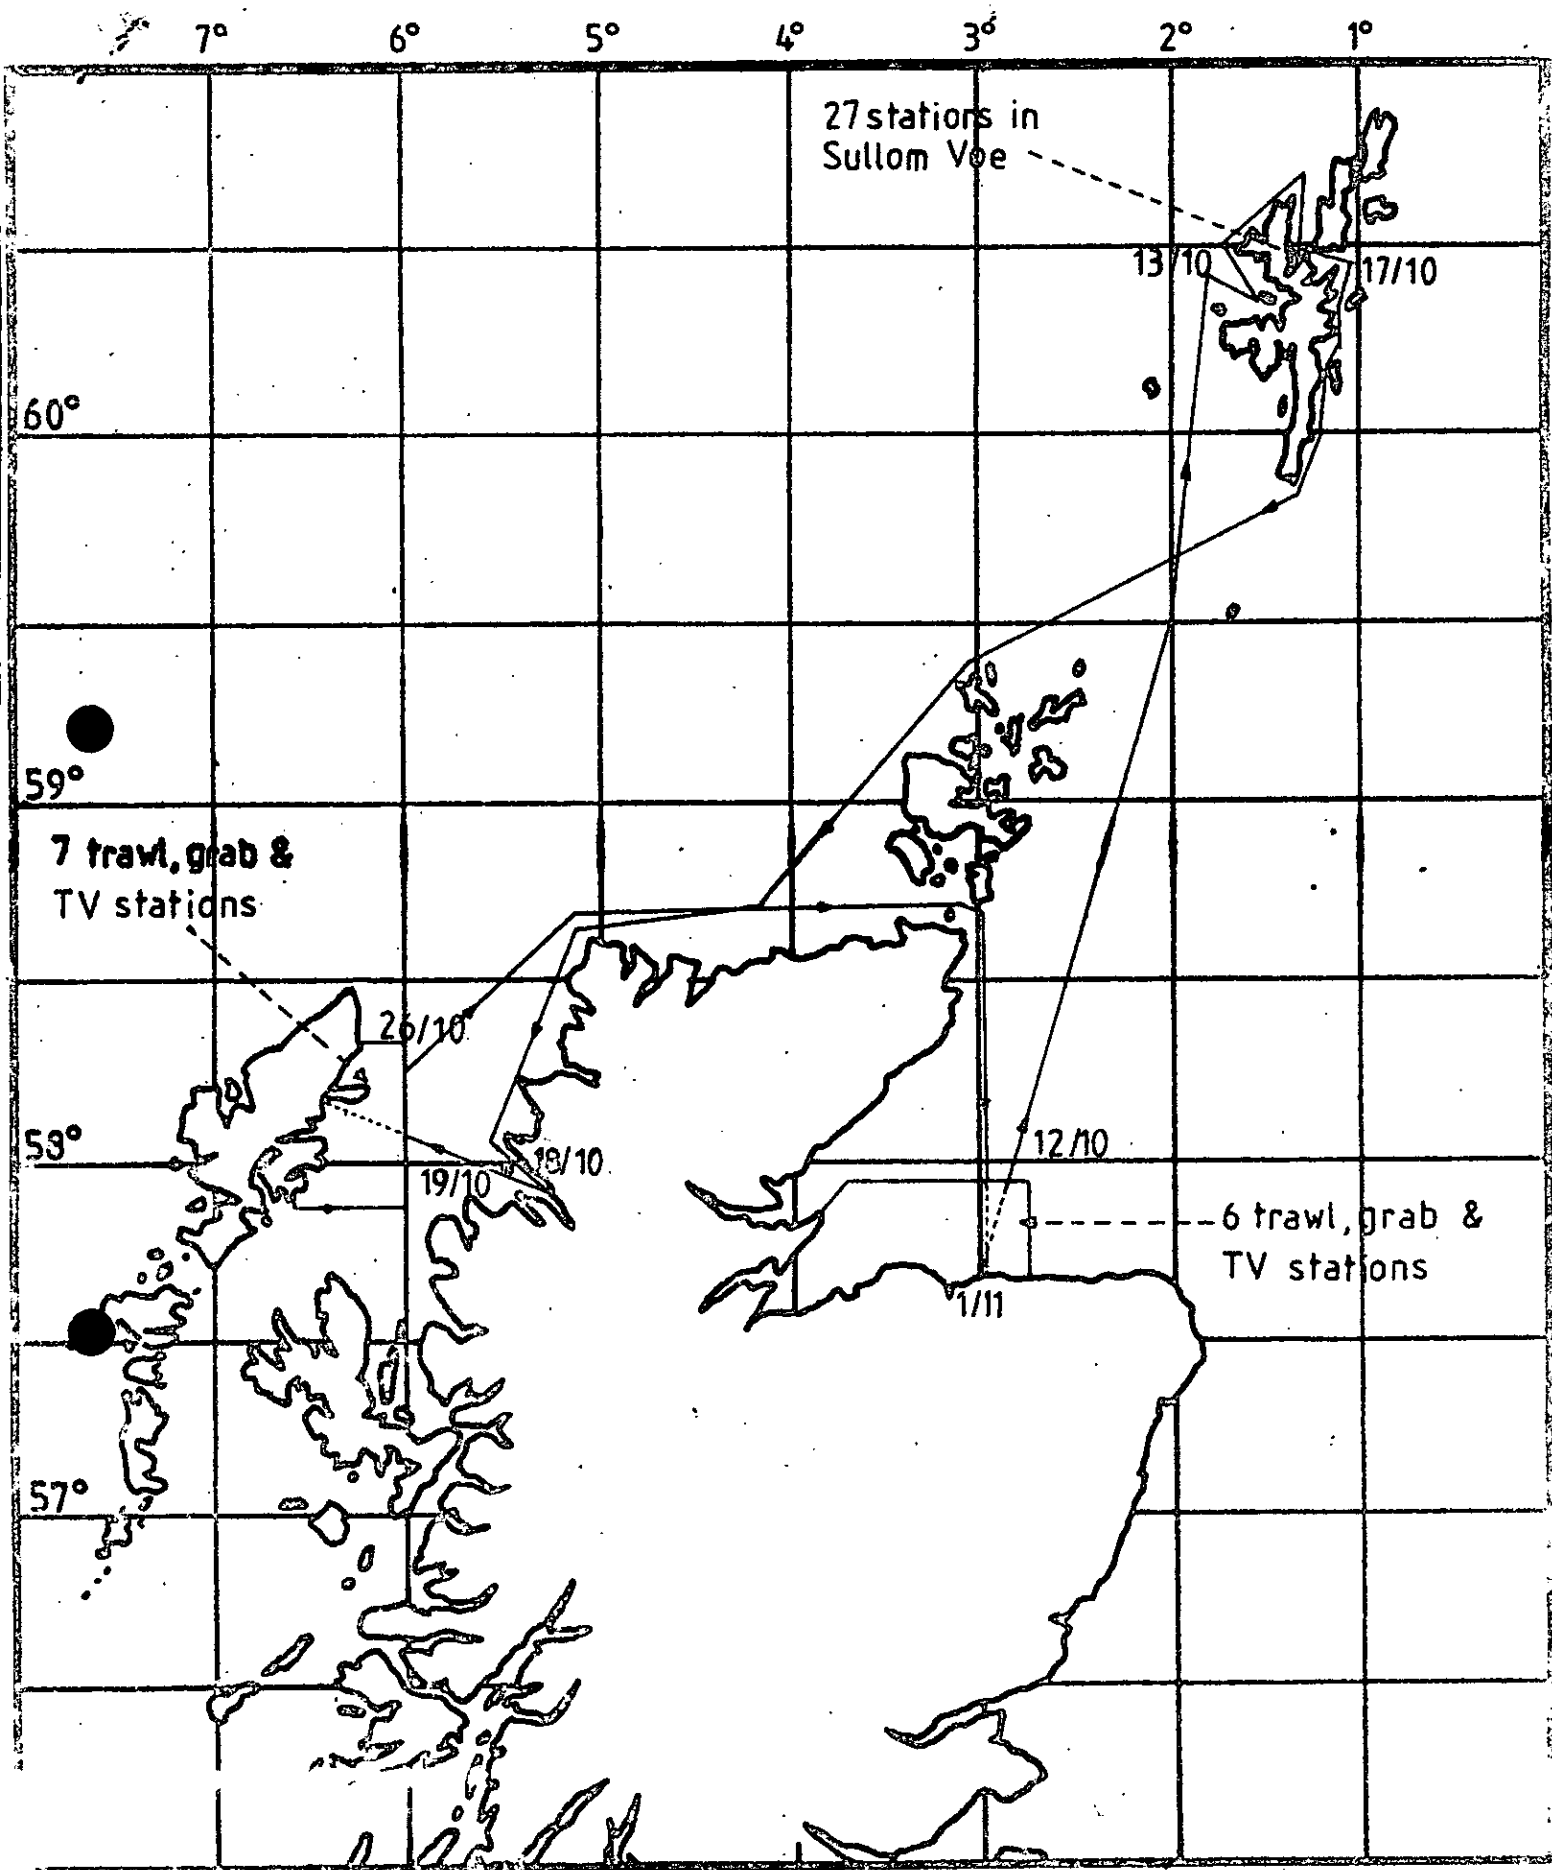 7° 6° 5° 4° 3° 2° 1°
27 stations in
Sullom Voe
13/10
17/10
60°
59°
7 trawl, grab &
TV stations
26/10
58°
18/10
19/10
12/10
6 trawl, grab &
TV stations
1/11
57°